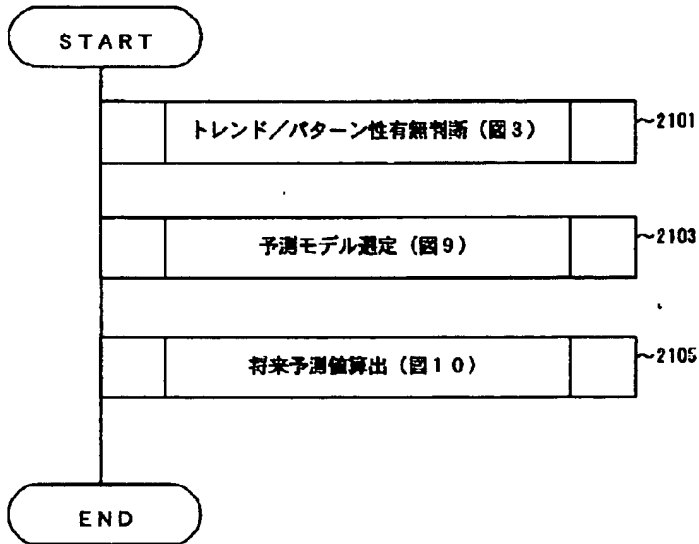 START
トレンド／パターン性有無判断（図３）
~2101
予測モデル選定（図９）
~2103
将来予測値算出（図１０）
~2105
END